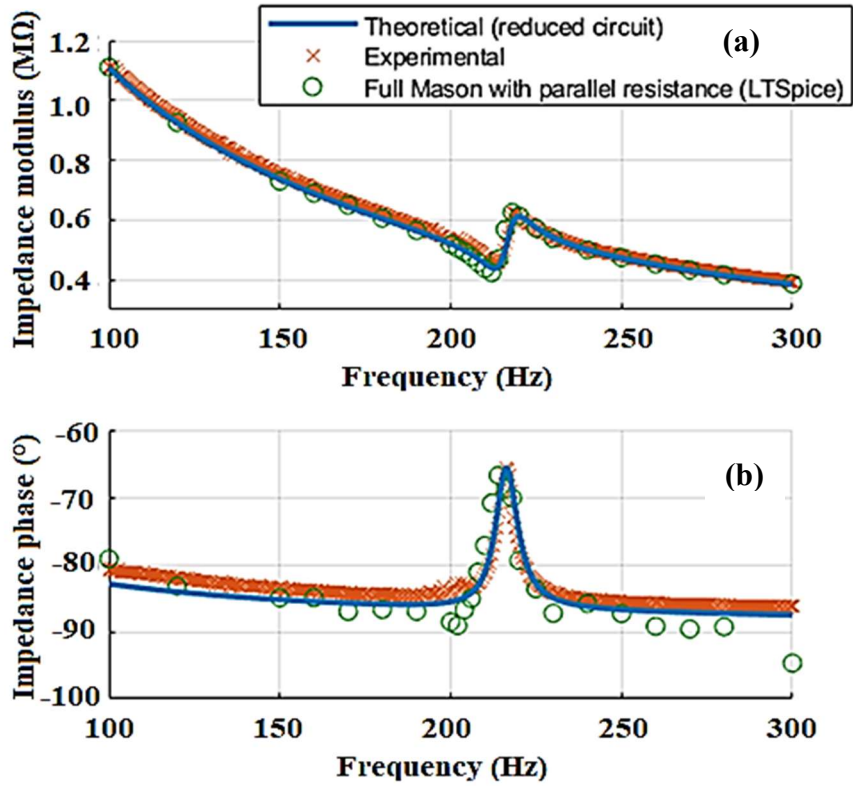 Theoretical (reduced circuit)
Experimental
Full Mason with parallel resistance (LTSpice)
(a)
Impedance modulus (MΩ)
1.2
1.0
0.8
0.6
0.4
100 150 200 250 300
Frequency (Hz)
(b)
Impedance phase (°)
-60
-70
-80
-90
-100
100 150 200 250 300
Frequency (Hz)